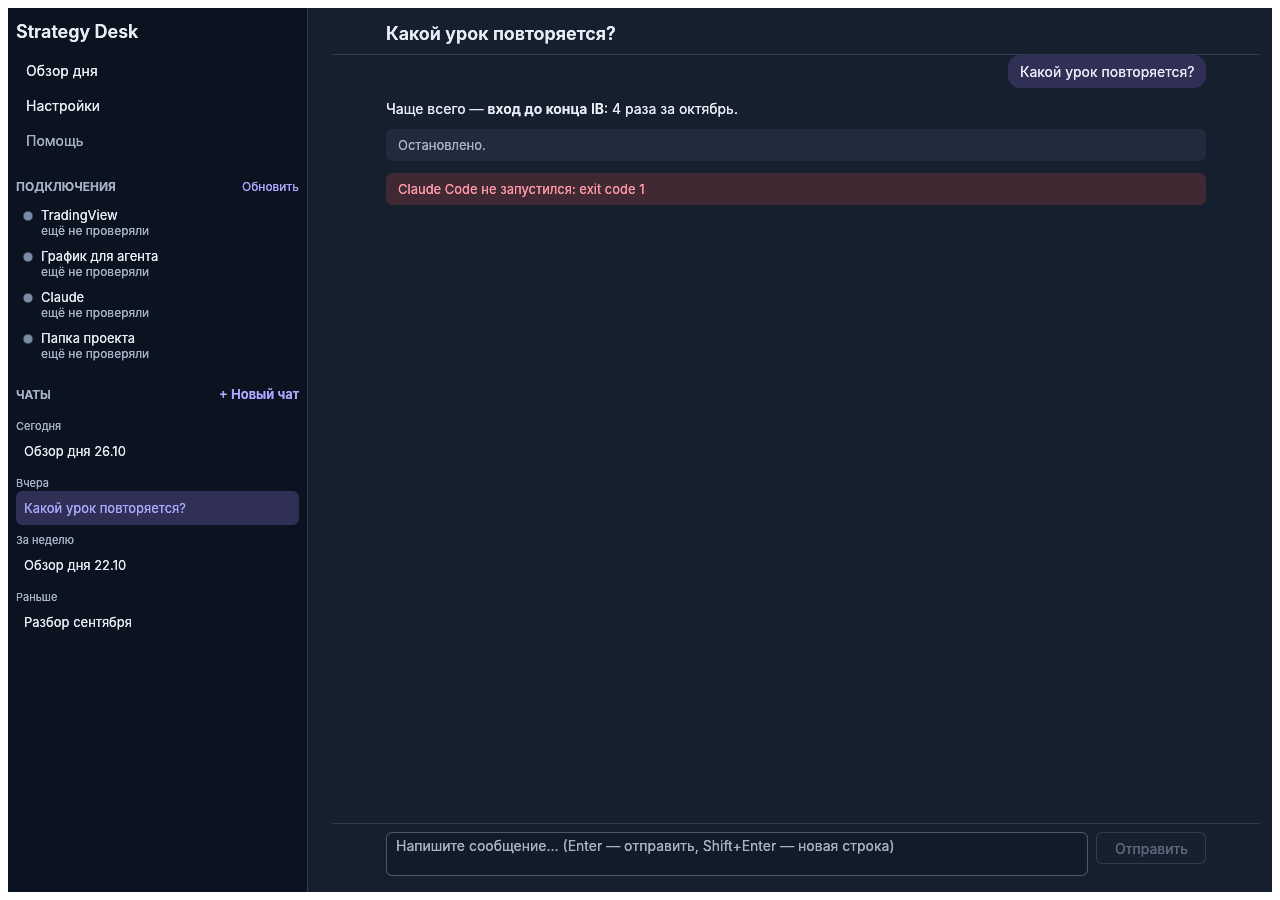 Strategy Desk
Обзор дня
Настройки
Помощь
ПОДКЛЮЧЕНИЯ
Обновить
TradingView
ещё не проверяли
График для агента
ещё не проверяли
Claude
ещё не проверяли
Папка проекта
ещё не проверяли
ЧАТЫ
+ Новый чат
Сегодня
Обзор дня 26.10
Вчера
Какой урок повторяется?
За неделю
Обзор дня 22.10
Раньше
Разбор сентября
Какой урок повторяется?
Какой урок повторяется?
Чаще всего — вход до конца IB: 4 раза за октябрь.
Остановлено.
Claude Code не запустился: exit code 1
Напишите сообщение... (Enter — отправить, Shift+Enter — новая строка)
Отправить